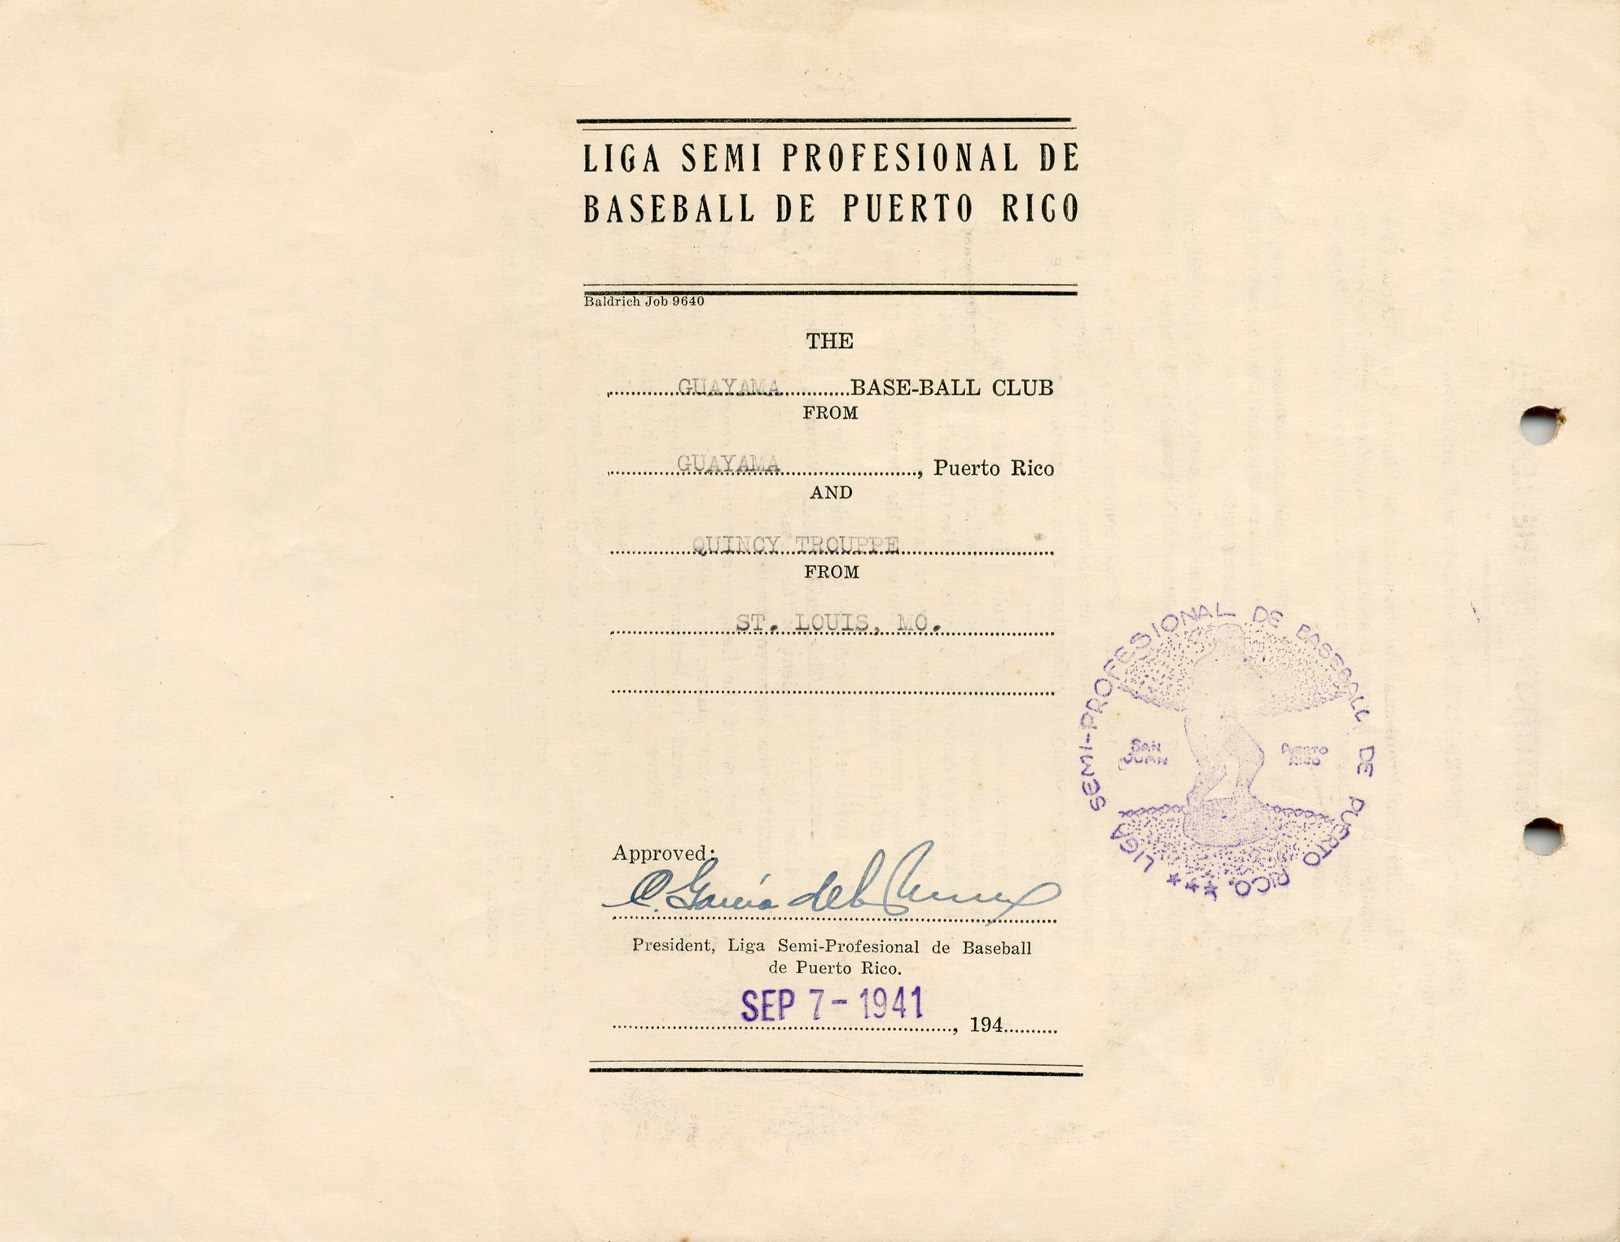 LIGA SEMI PROFESIONAL DE
BASEBALL DE PUERTO RICO
Baldrich Job 9640
THE
GUAYAMA BASE-BALL CLUB
FROM
GUAYAMA, Puerto Rico
AND
QUINCY TROUPPE
FROM
ST. LOUIS, MO.
LIGA SEMI-PROFESIONAL DE BASEBALL DE PUERTO RICO. ***
SAN JUAN
PUERTO RICO
Approved:
García del
President, Liga Semi-Profesional de Baseball
de Puerto Rico.
SEP 7- 1941
, 194